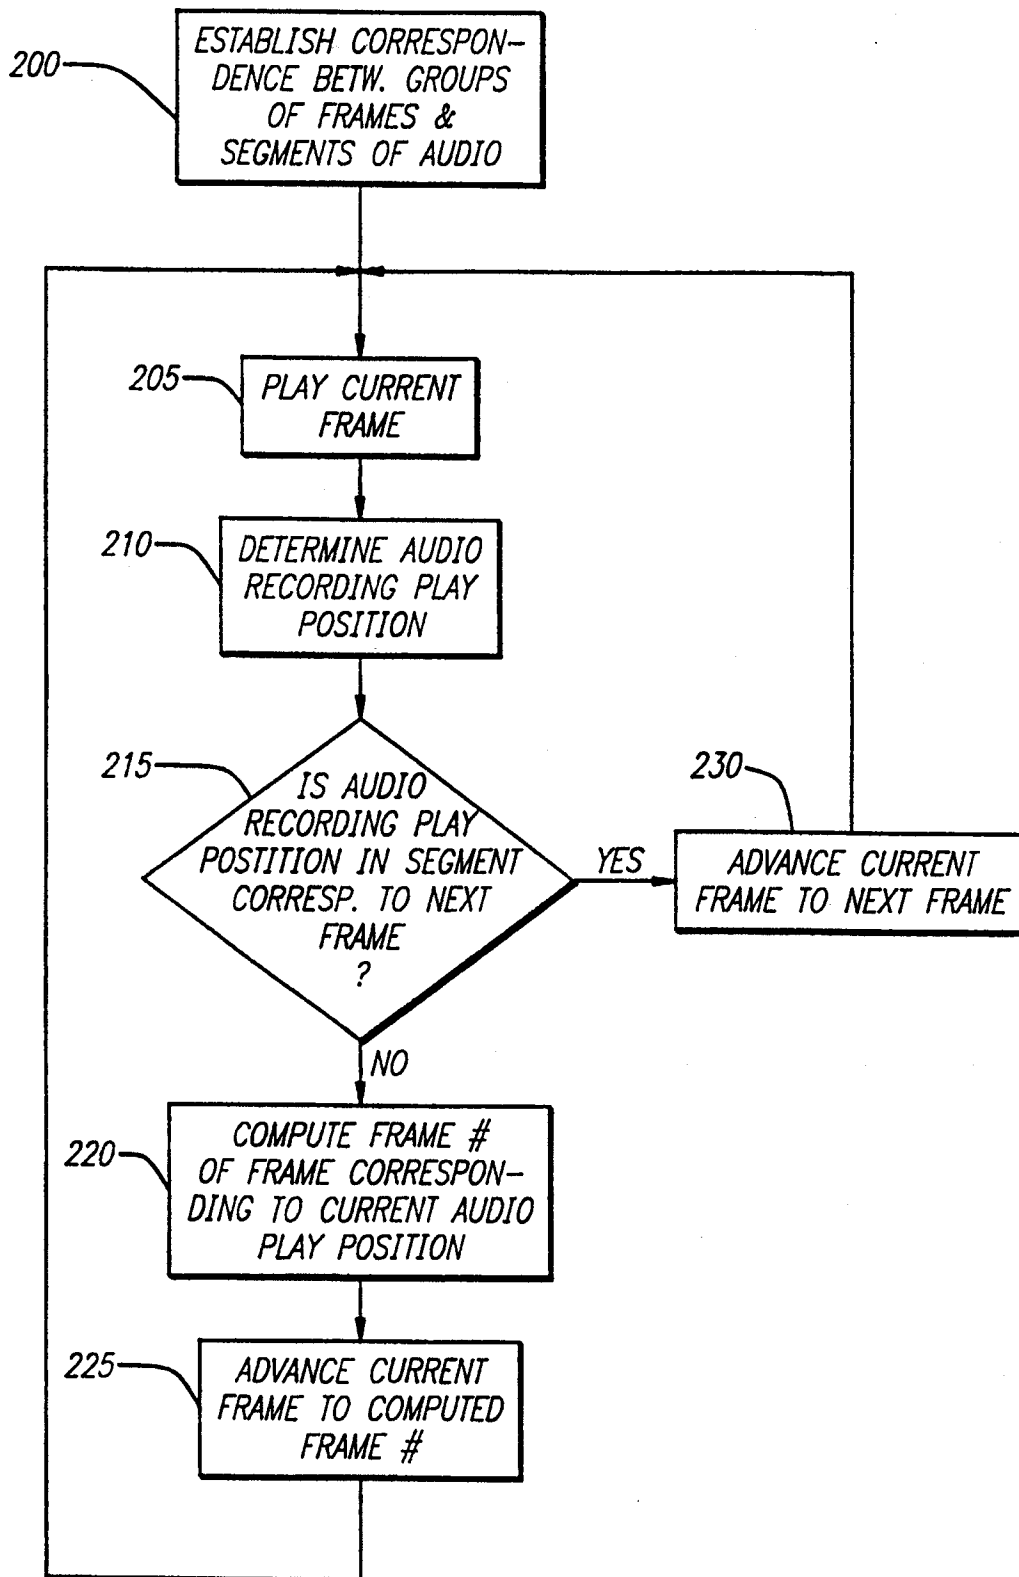 200
ESTABLISH CORRESPON-
DENCE BETW. GROUPS
OF FRAMES &
SEGMENTS OF AUDIO
205
PLAY CURRENT
FRAME
210
DETERMINE AUDIO
RECORDING PLAY
POSITION
215
IS AUDIO
RECORDING PLAY
POSTITION IN SEGMENT
CORRESP. TO NEXT
FRAME
?
YES
230
ADVANCE CURRENT
FRAME TO NEXT FRAME
NO
220
COMPUTE FRAME #
OF FRAME CORRESPON-
DING TO CURRENT AUDIO
PLAY POSITION
225
ADVANCE CURRENT
FRAME TO COMPUTED
FRAME #